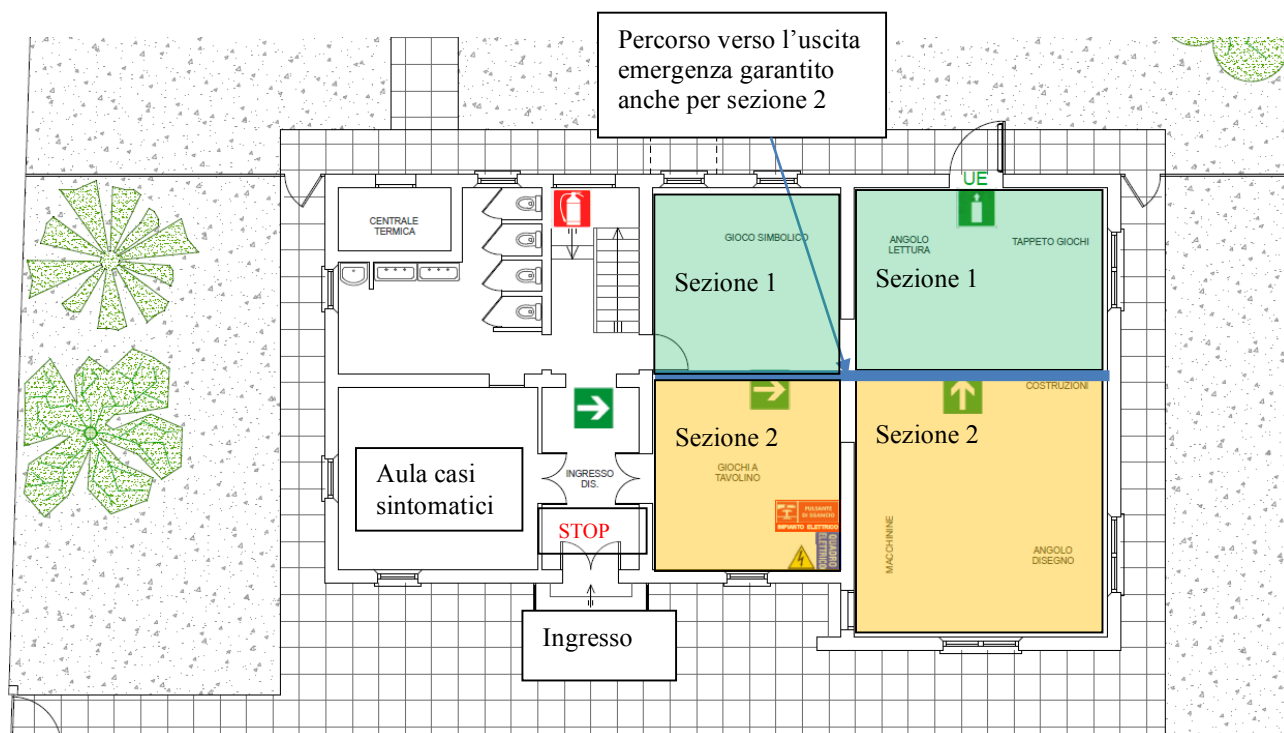 Percorso verso l’uscita
emergenza garantito
anche per sezione 2
UE
CENTRALE
TERMICA
GIOCO SIMBOLICO
ANGOLO
LETTURA
TAPPETO GIOCHI
Sezione 1
Sezione 1
COSTRUZIONI
Sezione 2
Sezione 2
Aula casi
sintomatici
INGRESSO
DIS.
GIOCHI A
TAVOLINO
PULSANTE
DI SGANCIO
IMPIANTO ELETTRICO
QUADRO
ELETTRICO
MACCHININE
ANGOLO
DISEGNO
STOP
Ingresso